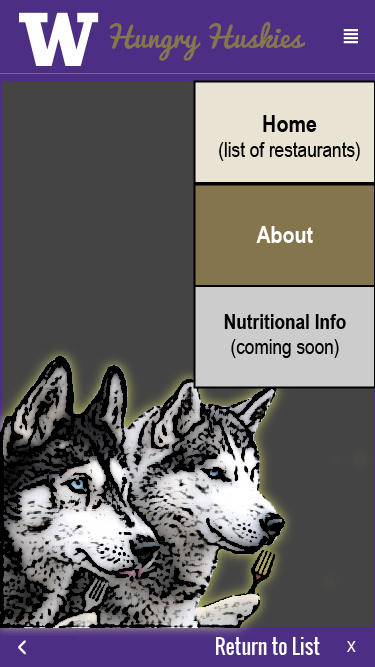 W Hungry Huskies
Home
(list of restaurants)
About
Nutritional Info
(coming soon)
Return to List X